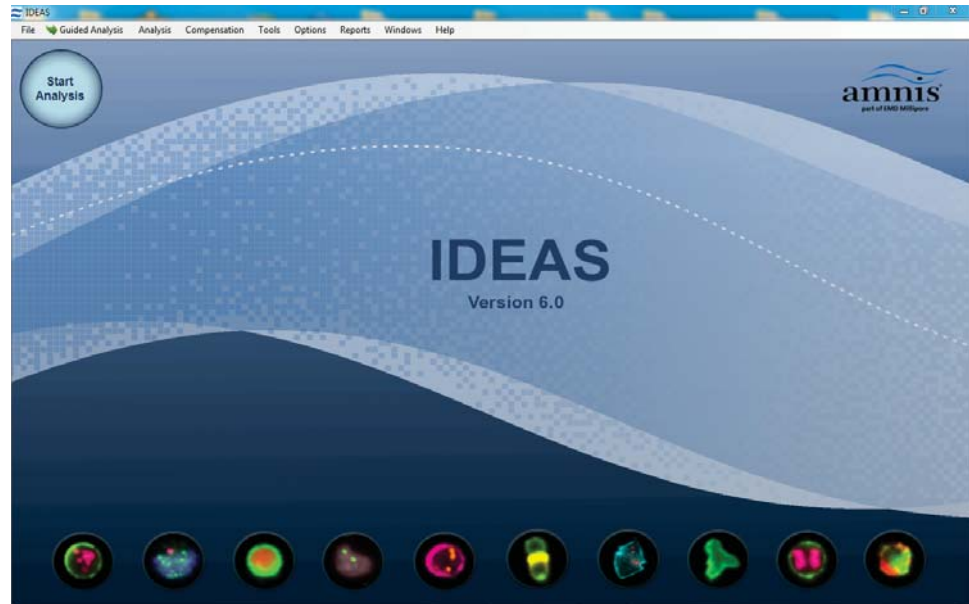 IDEAS
File Guided Analysis Analysis Compensation Tools Options Reports Windows Help
Start
Analysis
amnis
part of EMD Millipore
IDEAS
Version 6.0